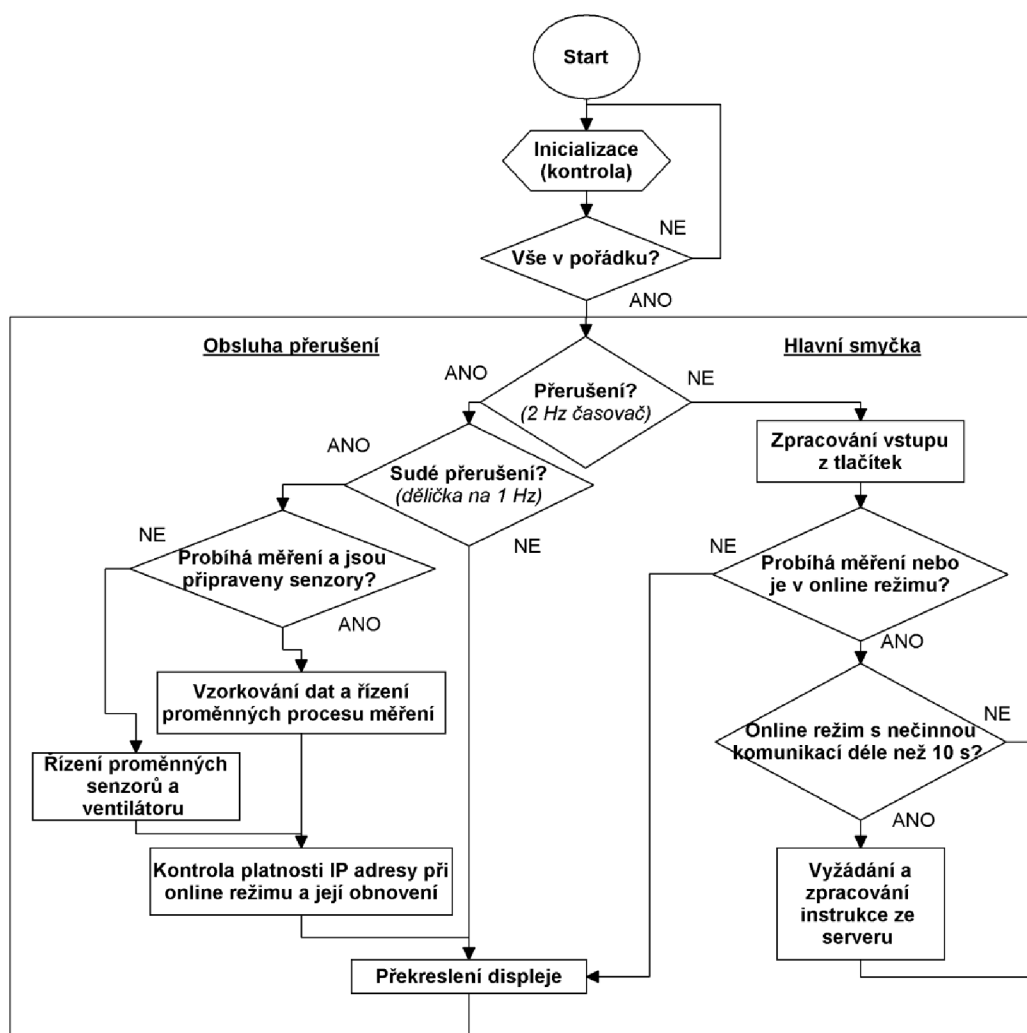 Start
Inicializace
(kontrola)
NE
Vše v pořádku?
ANO
Obsluha přerušení
Hlavní smyčka
ANO
Přerušení?
(2 Hz časovač)
NE
ANO
Sudé přerušení?
(dělička na 1 Hz)
NE
Zpracování vstupu
z tlačítek
NE
Probíhá měření a jsou
připraveny senzory?
ANO
NE
Probíhá měření nebo
je v online režimu?
ANO
Vzorkování dat a řízení
proměnných procesu měření
Online režim s nečinnou
komunikací déle než 10 s?
NE
ANO
Řízení proměnných
senzorů a
ventilátoru
Kontrola platnosti IP adresy při
online režimu a její obnovení
Vyžádání a
zpracování
instrukce ze
serveru
Překreslení displeje